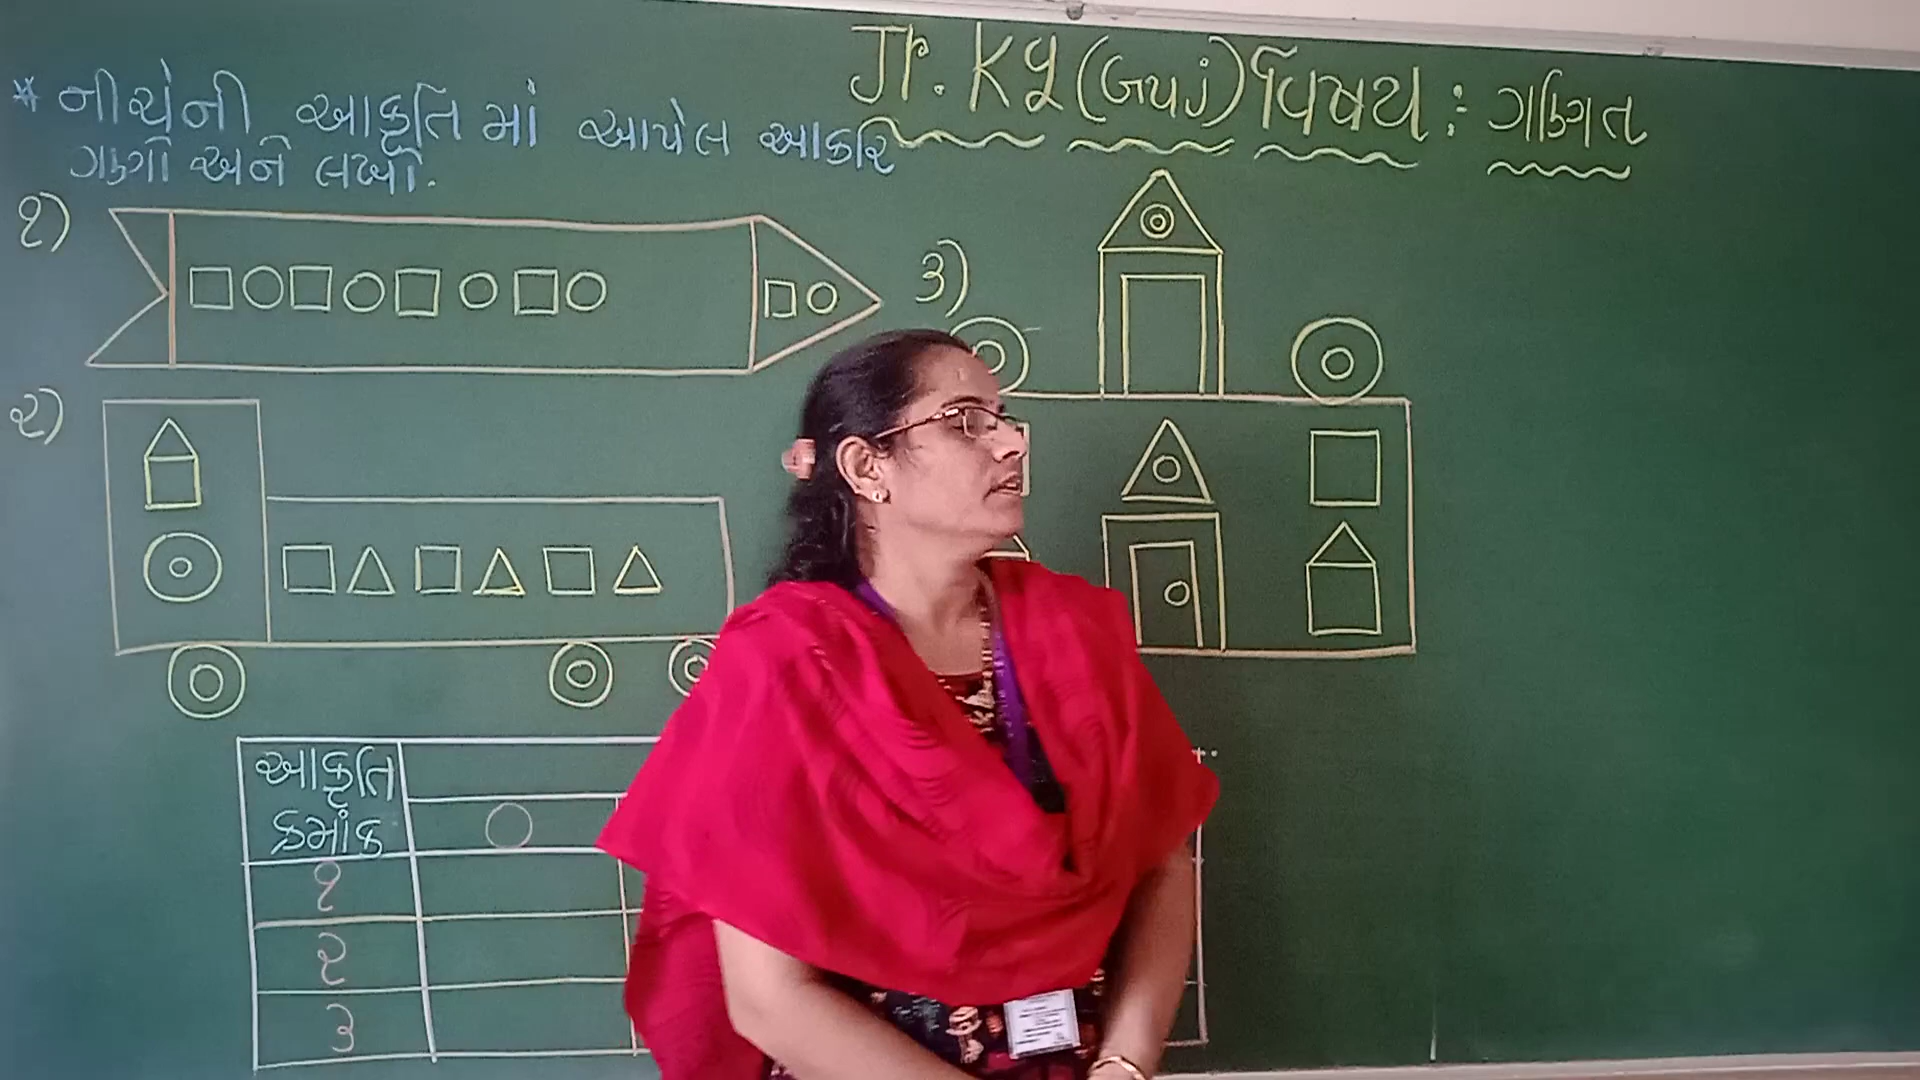 Jr. Kg (ગુજ) વિષય : ગણિત
* નીચેની આકૃતિ માં આપેલ આકાર
ગણો અને લખો.
૧)
૩)
૨)
આકૃતિ
ક્રમાંક
૧
૨
૩